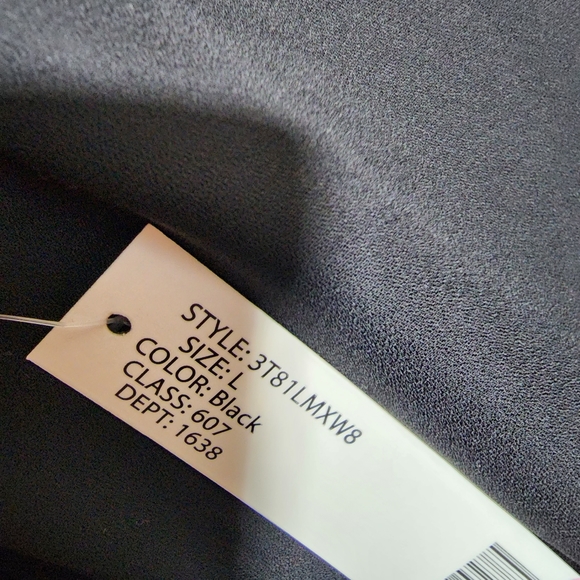 STYLE: 3T81LMXW8
SIZE: L
COLOR: Black
CLASS: 607
DEPT: 1638